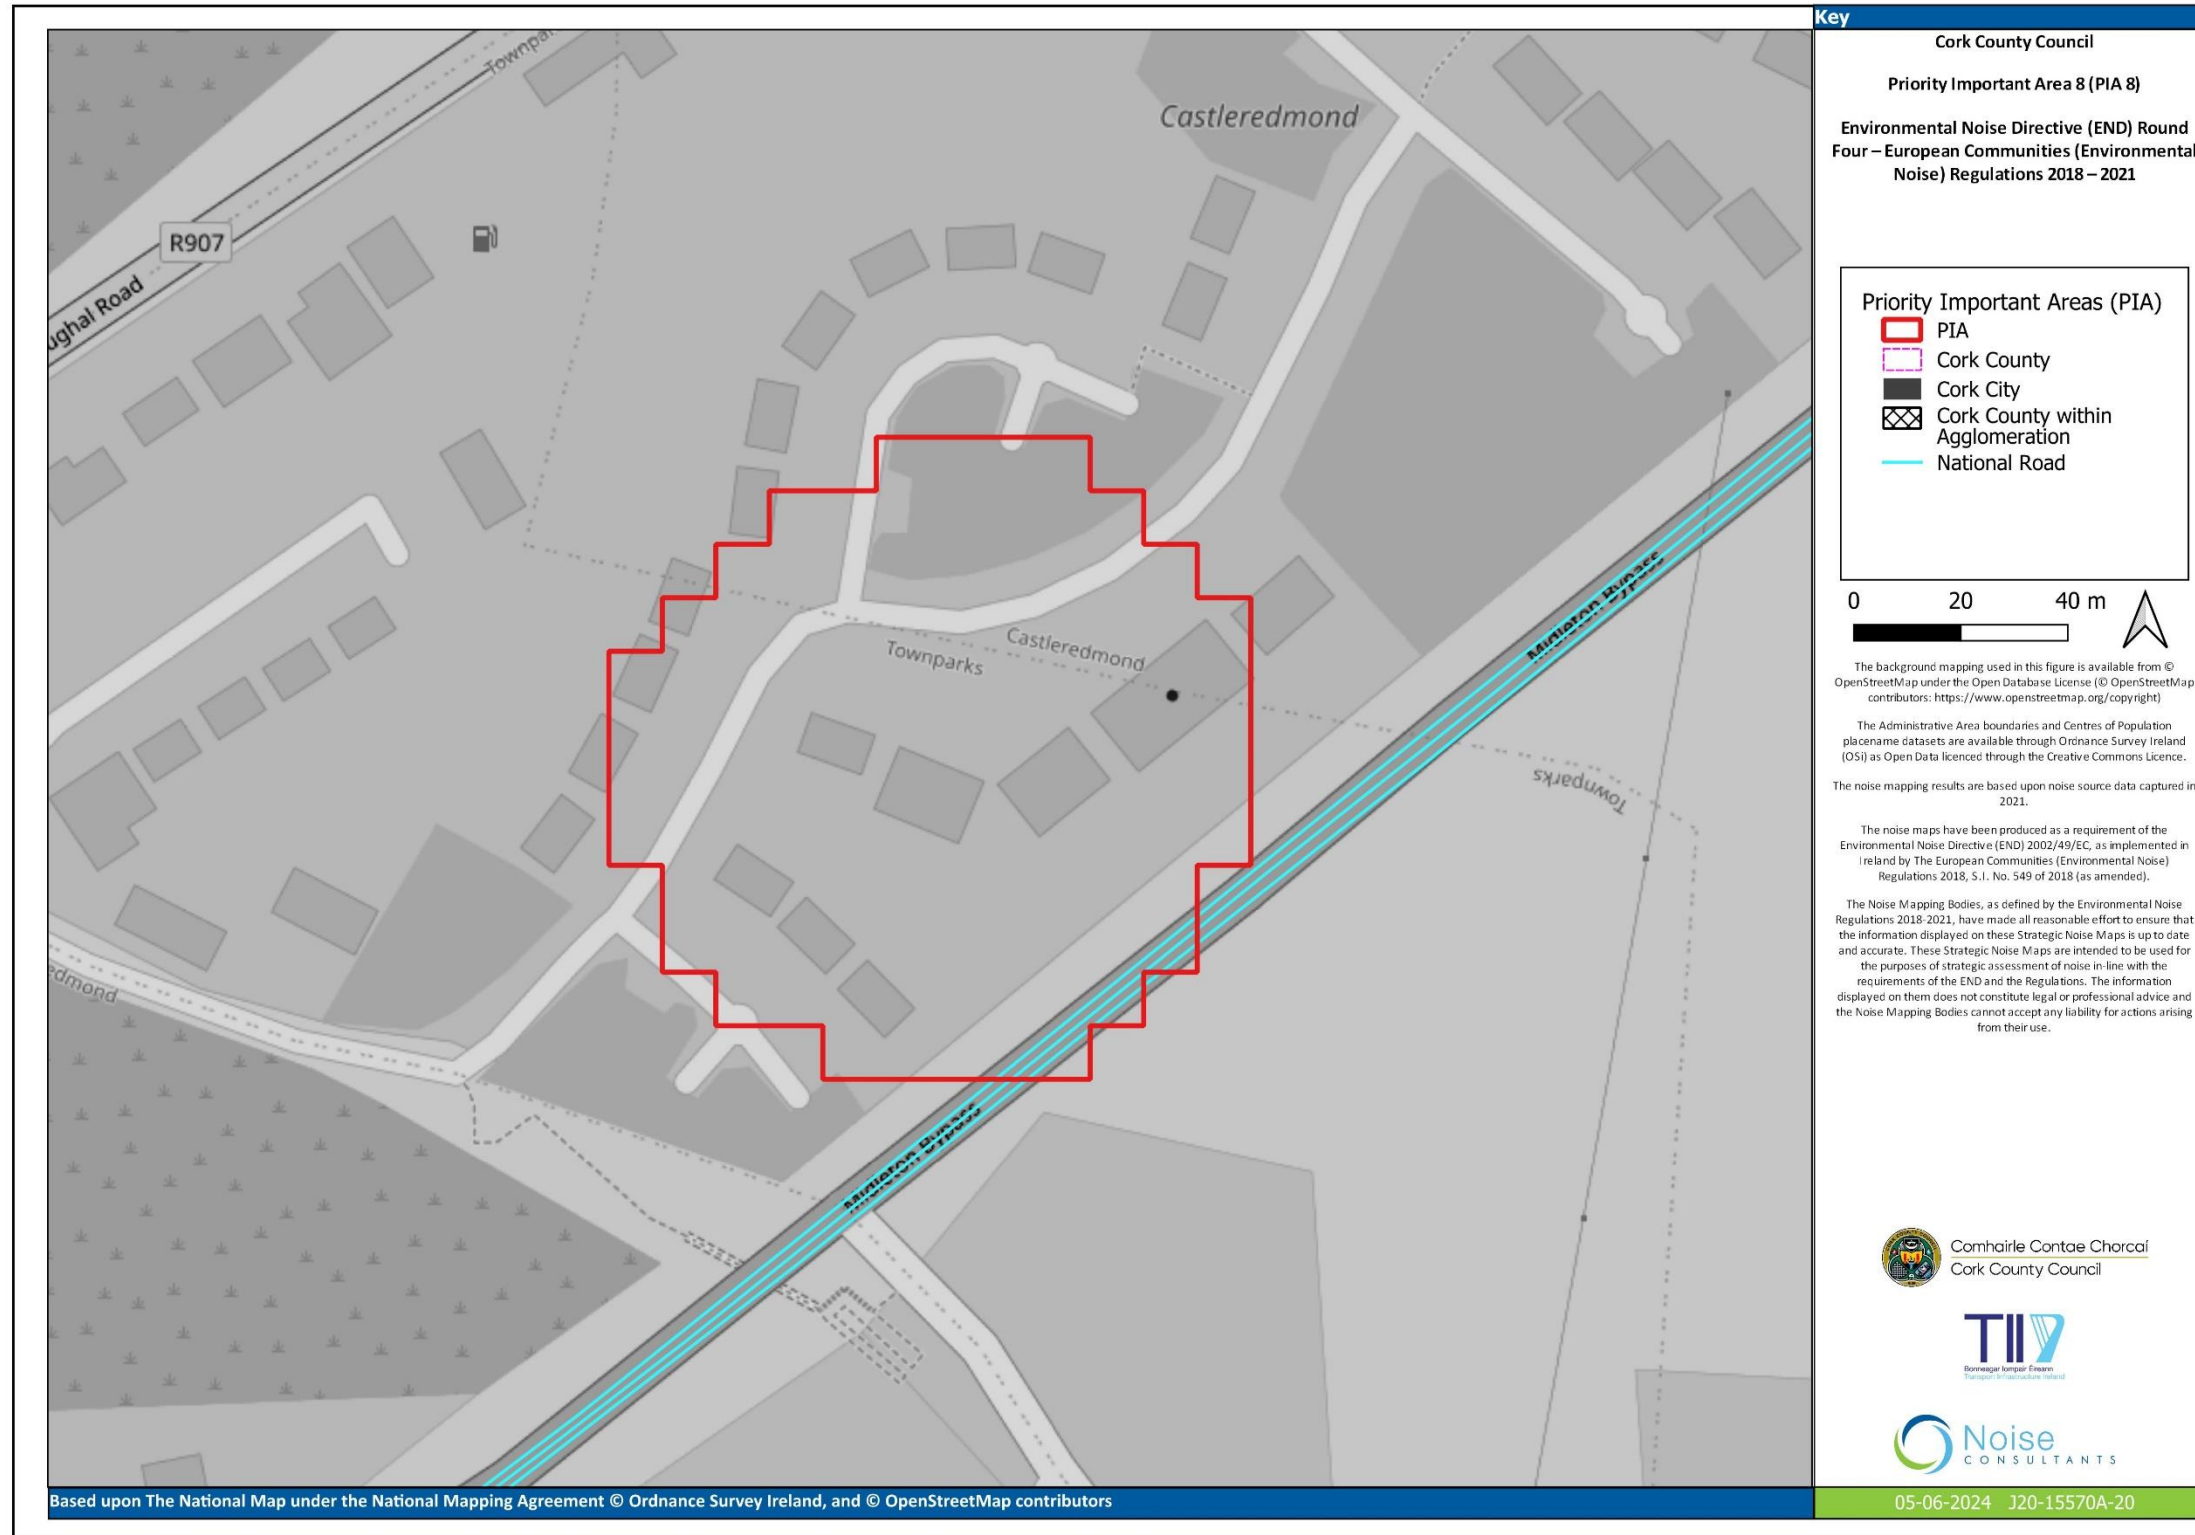 Key
Cork County Council
Priority Important Area 8 (PIA 8)
Environmental Noise Directive (END) Round
Four – European Communities (Environmental
Noise) Regulations 2018 – 2021
Priority Important Areas (PIA)
PIA
Cork County
Cork City
Cork County within
Agglomeration
National Road
0 20 40 m
The background mapping used in this figure is available from ©
OpenStreetMap under the Open Database License (© OpenStreetMap
contributors: https://www.openstreetmap.org/copyright)
The Administrative Area boundaries and Centres of Population
placename datasets are available through Ordnance Survey Ireland
(OSi) as Open Data licenced through the Creative Commons Licence.
The noise mapping results are based upon noise source data captured in
2021.
The noise maps have been produced as a requirement of the
Environmental Noise Directive (END) 2002/49/EC, as implemented in
Ireland by The European Communities (Environmental Noise)
Regulations 2018, S.I. No. 549 of 2018 (as amended).
The Noise Mapping Bodies, as defined by the Environmental Noise
Regulations 2018-2021, have made all reasonable effort to ensure that
the information displayed on these Strategic Noise Maps is up to date
and accurate. These Strategic Noise Maps are intended to be used for
the purposes of strategic assessment of noise in-line with the
requirements of the END and the Regulations. The information
displayed on them does not constitute legal or professional advice and
the Noise Mapping Bodies cannot accept any liability for actions arising
from their use.
Comhairle Contae Chorcaí
Cork County Council
TII
Bonneagar Iompair Éireann
Transport Infrastructure Ireland
Noise
CONSULTANTS
05-06-2024 J20-15570A-20
Townpar
Castleredmond
R907
ughal Road
Midleton Bypass
Castleredmond
Townparks
Townparks
edmond
Midleton Bypass
Based upon The National Map under the National Mapping Agreement © Ordnance Survey Ireland, and © OpenStreetMap contributors